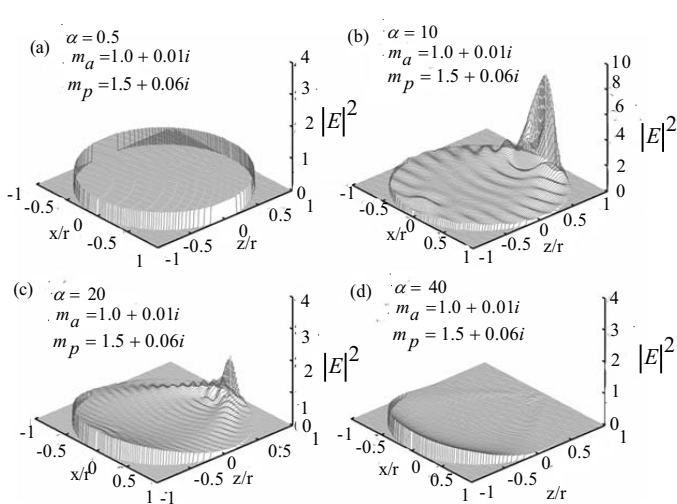 (a)
α = 0.5
m_a = 1.0 + 0.01i
m_p = 1.5 + 0.06i
4
3
2
1
0
|E|^2
-1
-0.5
0
0.5
1
x/r
-1
-0.5
0
0.5
1
z/r
(b)
α = 10
m_a = 1.0 + 0.01i
m_p = 1.5 + 0.06i
10
8
6
4
2
0
|E|^2
-1
-0.5
0
-0.5
1
x/r
-1
-0.5
0
0.5
1
z/r
(c)
α = 20
m_a = 1.0 + 0.01i
m_p = 1.5 + 0.06i
4
3
2
1
0
|E|^2
-1
-0.5
0
0.5
1
x/r
-1
-0.5
0
0.5
1
z/r
(d)
α = 40
m_a = 1.0 + 0.01i
m_p = 1.5 + 0.06i
4
3
2
1
0
|E|^2
-1
-0.5
0
0.5
1
x/r
-1
-0.5
0
0.5
1
z/r